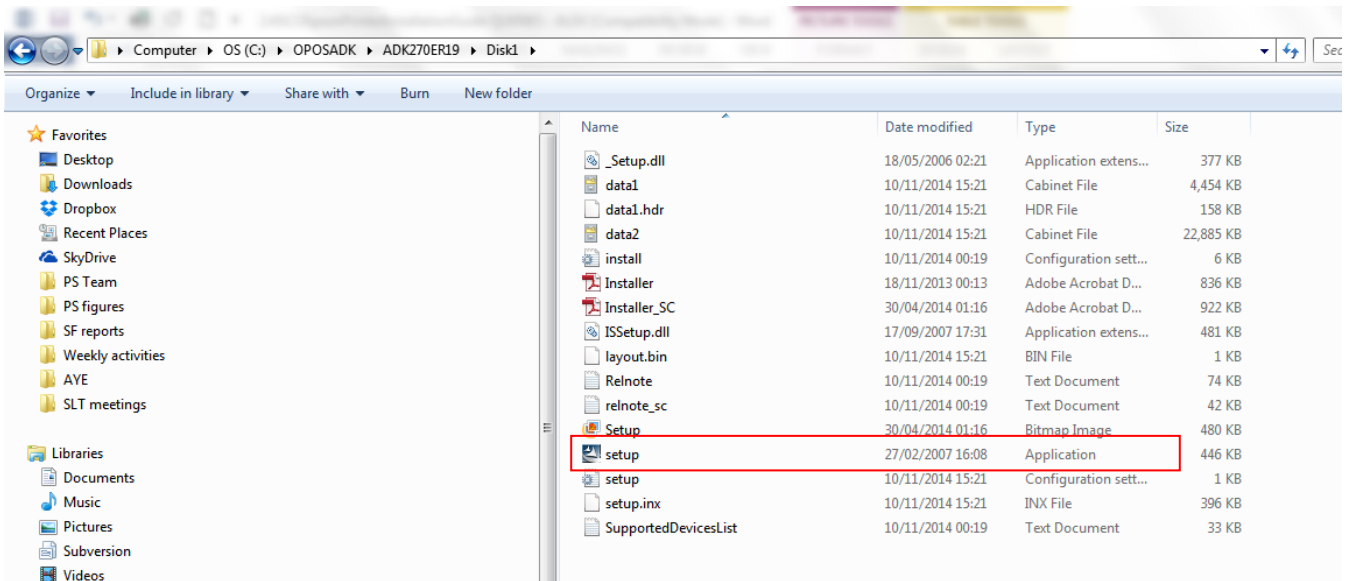 Computer ▸ OS (C:) ▸ OPOSADK ▸ ADK270ER19 ▸ Disk1 ▸
Sec
Organize Include in library Share with Burn New folder
Favorites
Desktop
Downloads
Dropbox
Recent Places
SkyDrive
PS Team
PS figures
SF reports
Weekly activities
AYE
SLT meetings
Libraries
Documents
Music
Pictures
Subversion
Videos
Name Date modified Type Size
_Setup.dll 18/05/2006 02:21 Application extens... 377 KB
data1 10/11/2014 15:21 Cabinet File 4,454 KB
data1.hdr 10/11/2014 15:21 HDR File 158 KB
data2 10/11/2014 15:21 Cabinet File 22,885 KB
install 10/11/2014 00:19 Configuration sett... 6 KB
Installer 18/11/2013 00:13 Adobe Acrobat D... 836 KB
Installer_SC 30/04/2014 01:16 Adobe Acrobat D... 922 KB
ISSetup.dll 17/09/2007 17:31 Application extens... 481 KB
layout.bin 10/11/2014 15:21 BIN File 1 KB
Relnote 10/11/2014 00:19 Text Document 74 KB
relnote_sc 10/11/2014 00:19 Text Document 42 KB
Setup 30/04/2014 01:16 Bitmap Image 480 KB
setup 27/02/2007 16:08 Application 446 KB
setup 10/11/2014 15:21 Configuration sett... 1 KB
setup.inx 10/11/2014 15:21 INX File 396 KB
SupportedDevicesList 10/11/2014 00:19 Text Document 33 KB